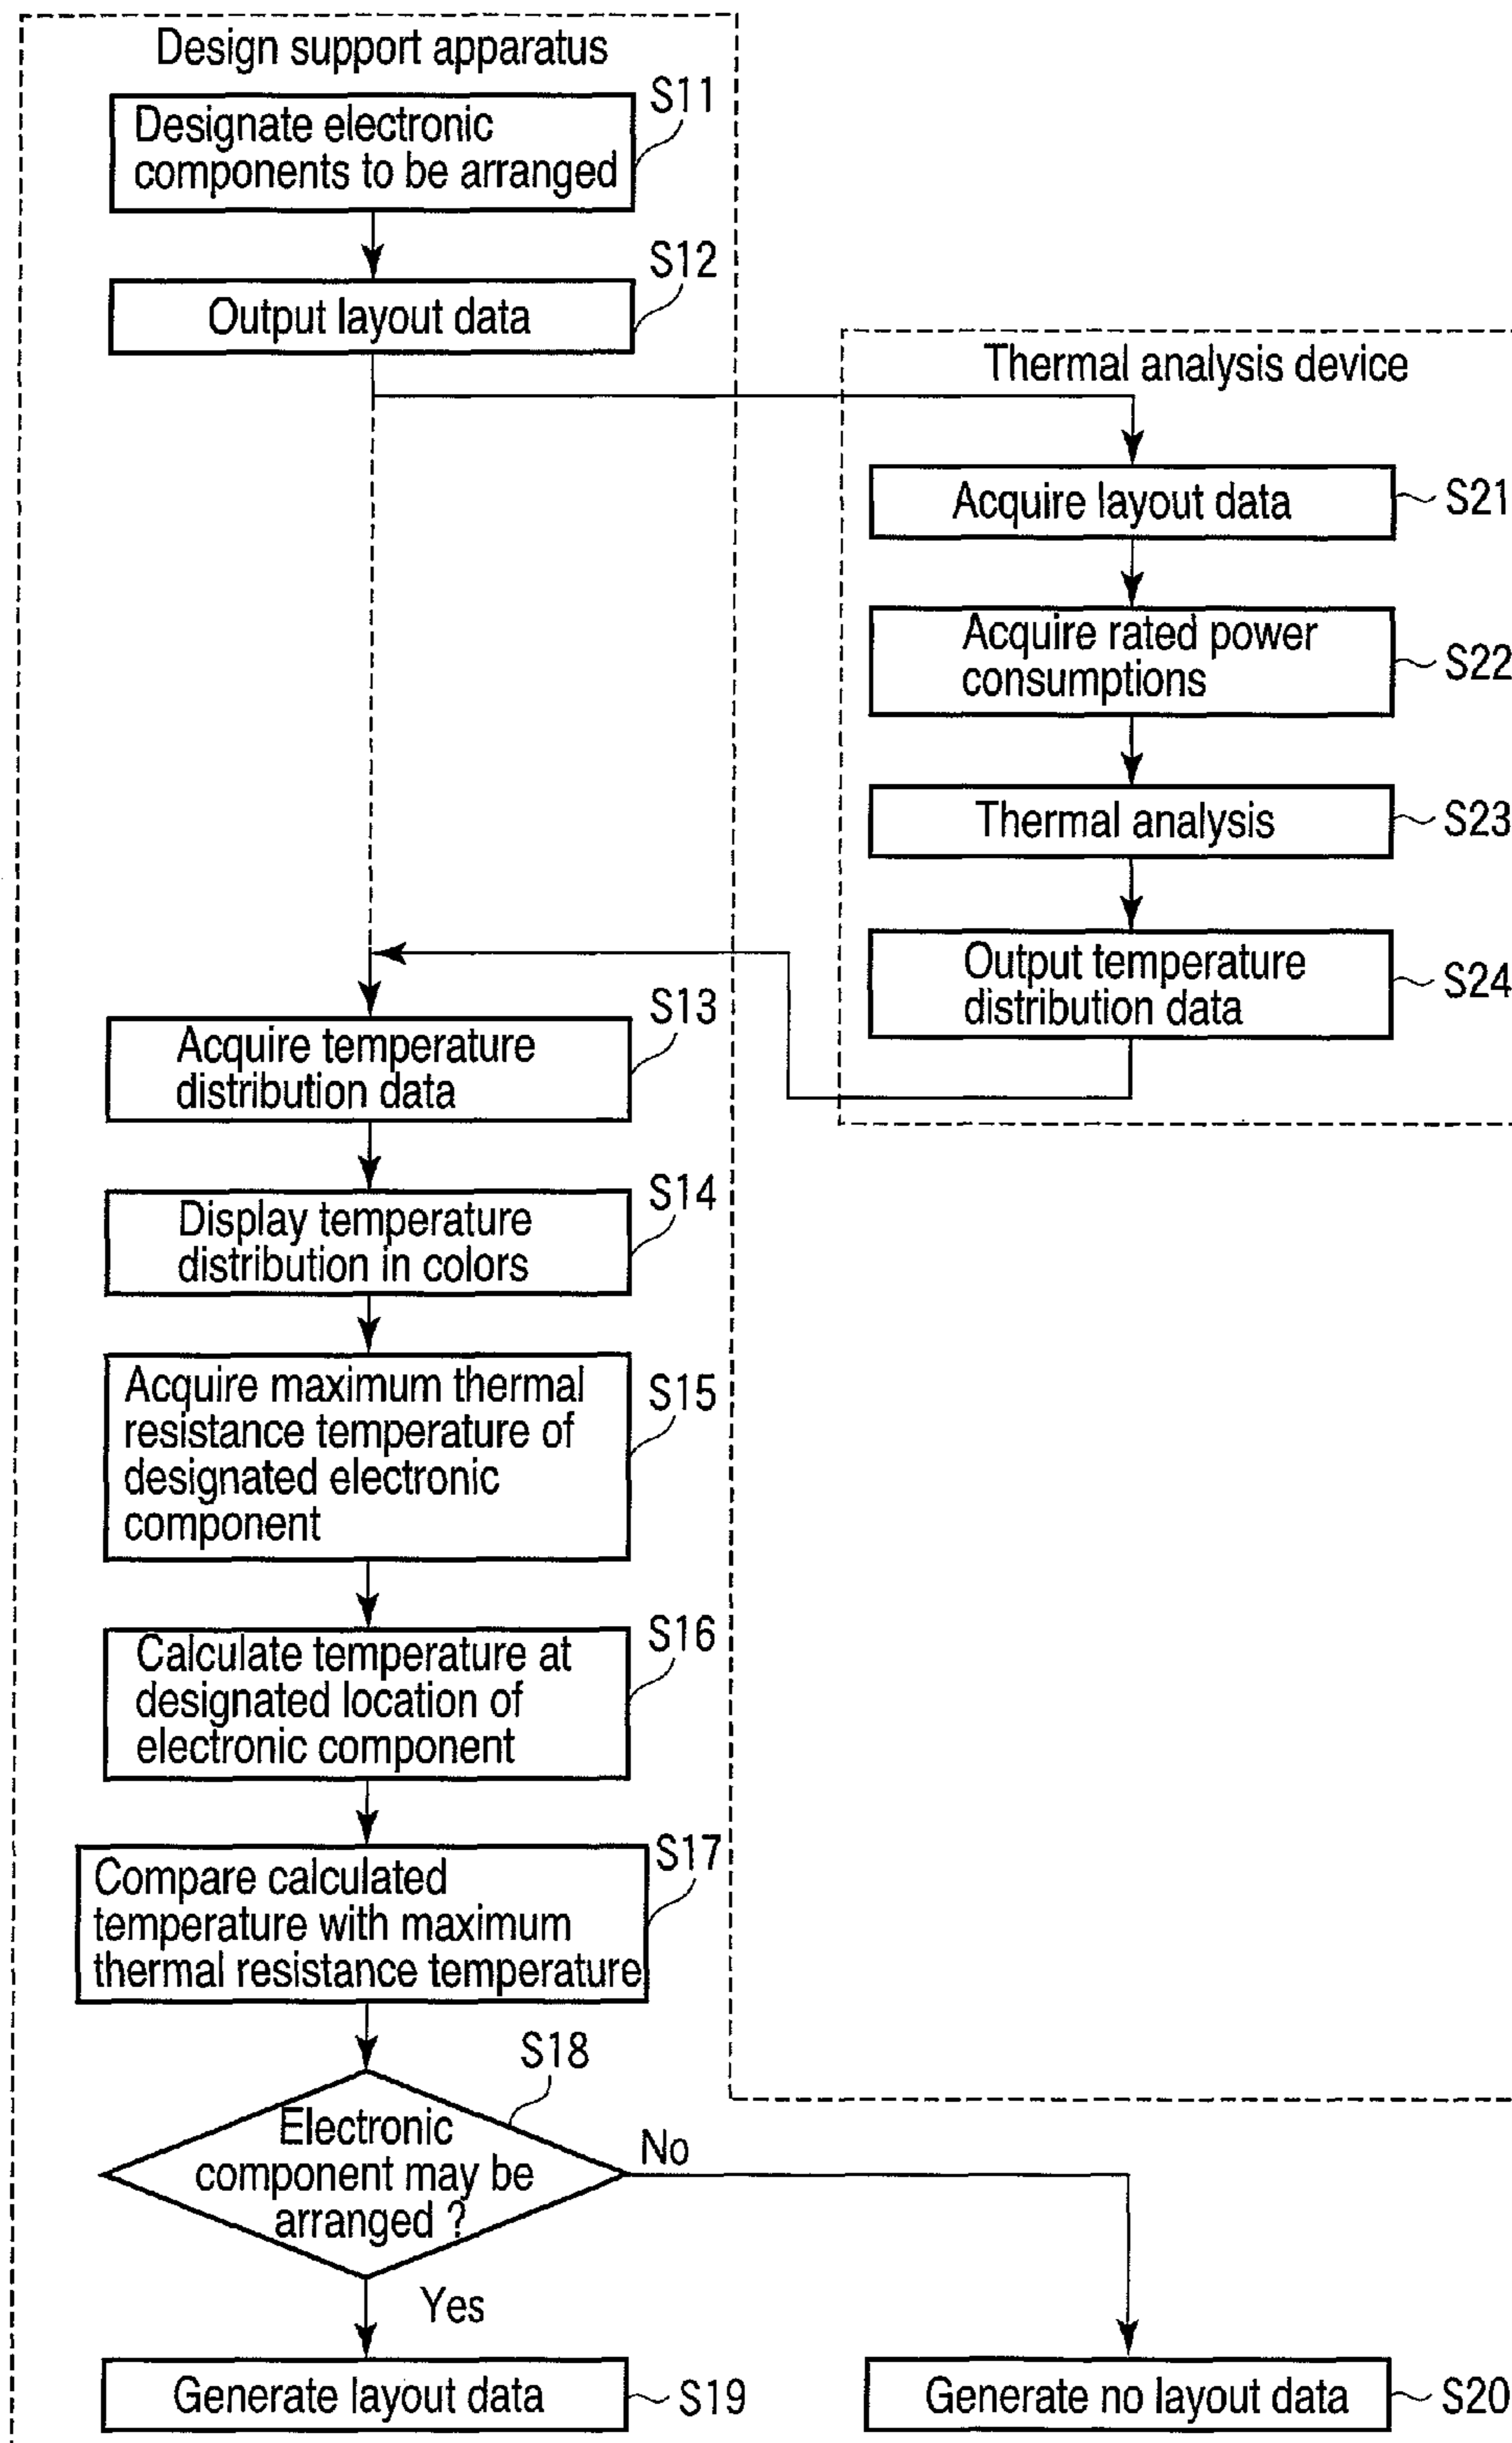 Design support apparatus
S11
Designate electronic
components to be arranged
S12
Output layout data
Thermal analysis device
Acquire layout data
S21
Acquire rated power
consumptions
S22
Thermal analysis
S23
Output temperature
distribution data
S24
S13
Acquire temperature
distribution data
S14
Display temperature
distribution in colors
S15
Acquire maximum thermal
resistance temperature of
designated electronic
component
S16
Calculate temperature at
designated location of
electronic component
S17
Compare calculated
temperature with maximum
thermal resistance temperature
S18
Electronic
component may be
arranged ?
No
Yes
Generate layout data
S19
Generate no layout data
S20